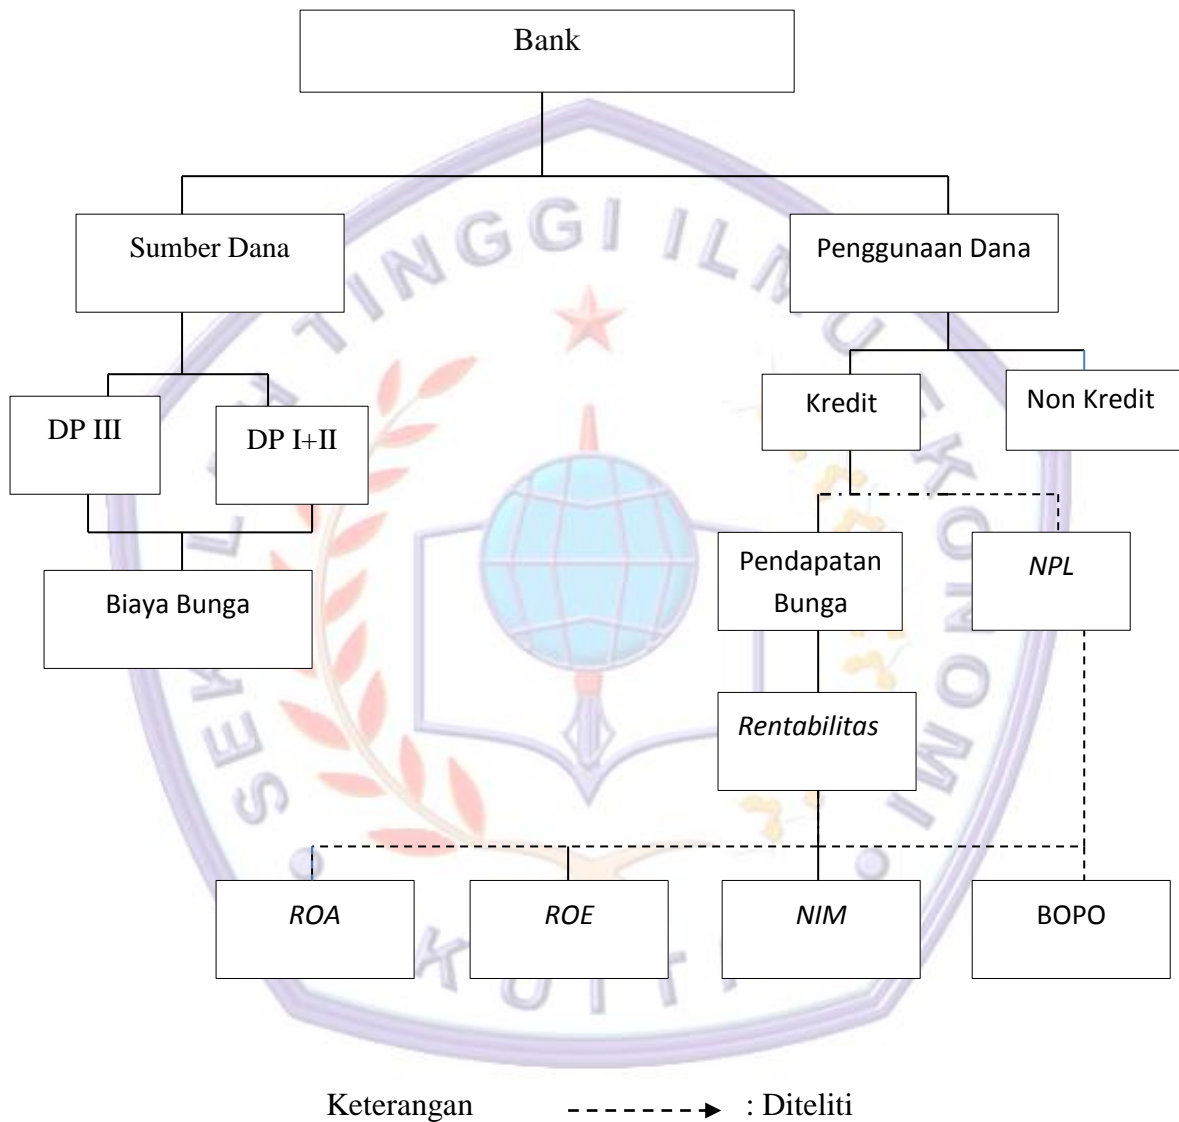 Bank
Sumber Dana
Penggunaan Dana
DP III
DP I+II
Kredit
Non Kredit
Biaya Bunga
Pendapatan
Bunga
NPL
Rentabilitas
ROA
ROE
NIM
BOPO
Keterangan : Diteliti